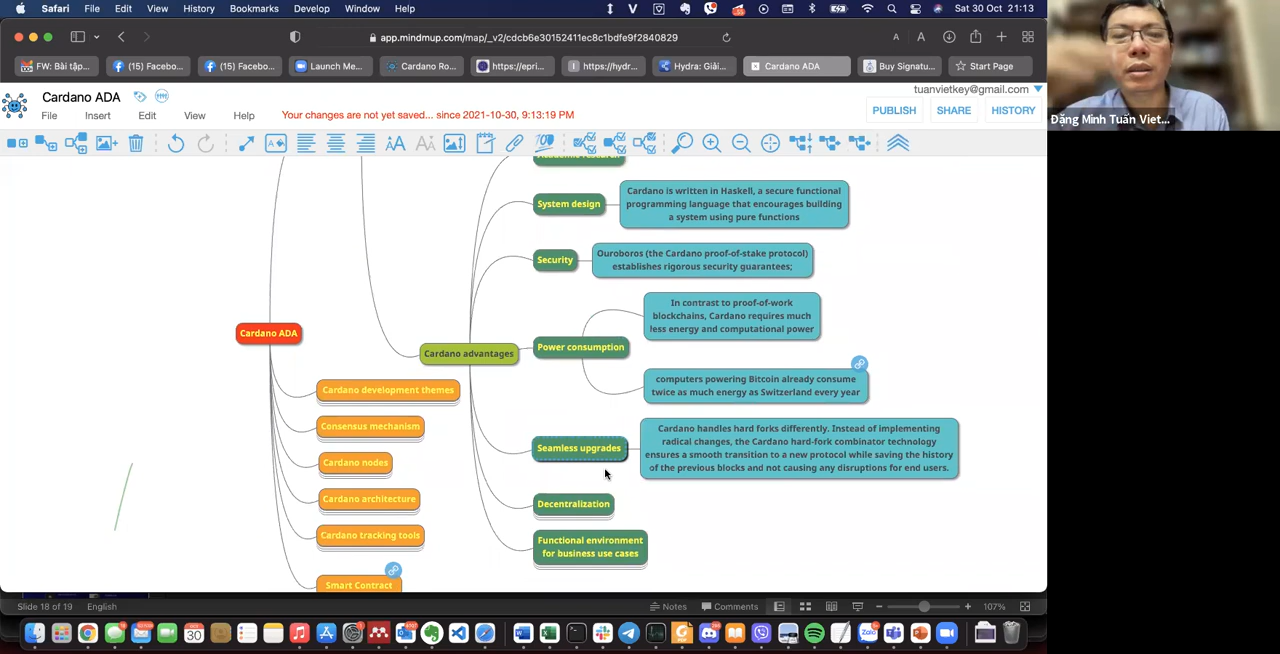 Safari File Edit View History Bookmarks Develop Window Help
Sat 30 Oct 21:13
app.mindmup.com/map/_v2/cdcb6e30152411ec8c1bdfe9f2840829
FW: Bài tập... (15) Facebo... (15) Facebo... Launch Me... Cardano Ro... https://epri... https://hydr... Hydra: Giải... Cardano ADA Buy Signatu... Start Page
Cardano ADA
tuanvietkey@gmail.com
File Insert Edit View Help
Your changes are not yet saved... since 2021-10-30, 9:13:19 PM
PUBLISH SHARE HISTORY
Đặng Minh Tuấn Viet...
Academic research
System design
Cardano is written in Haskell, a secure functional
programming language that encourages building
a system using pure functions
Security
Ouroboros (the Cardano proof-of-stake protocol)
establishes rigorous security guarantees;
In contrast to proof-of-work
blockchains, Cardano requires much
less energy and computational power
Cardano ADA
Cardano advantages
Power consumption
computers powering Bitcoin already consume
twice as much energy as Switzerland every year
Cardano development themes
Consensus mechanism
Cardano nodes
Cardano architecture
Cardano tracking tools
Smart Contract
Seamless upgrades
Cardano handles hard forks differently. Instead of implementing
radical changes, the Cardano hard-fork combinator technology
ensures a smooth transition to a new protocol while saving the history
of the previous blocks and not causing any disruptions for end users.
Decentralization
Functional environment
for business use cases
Slide 18 of 19 English
Notes Comments 107%